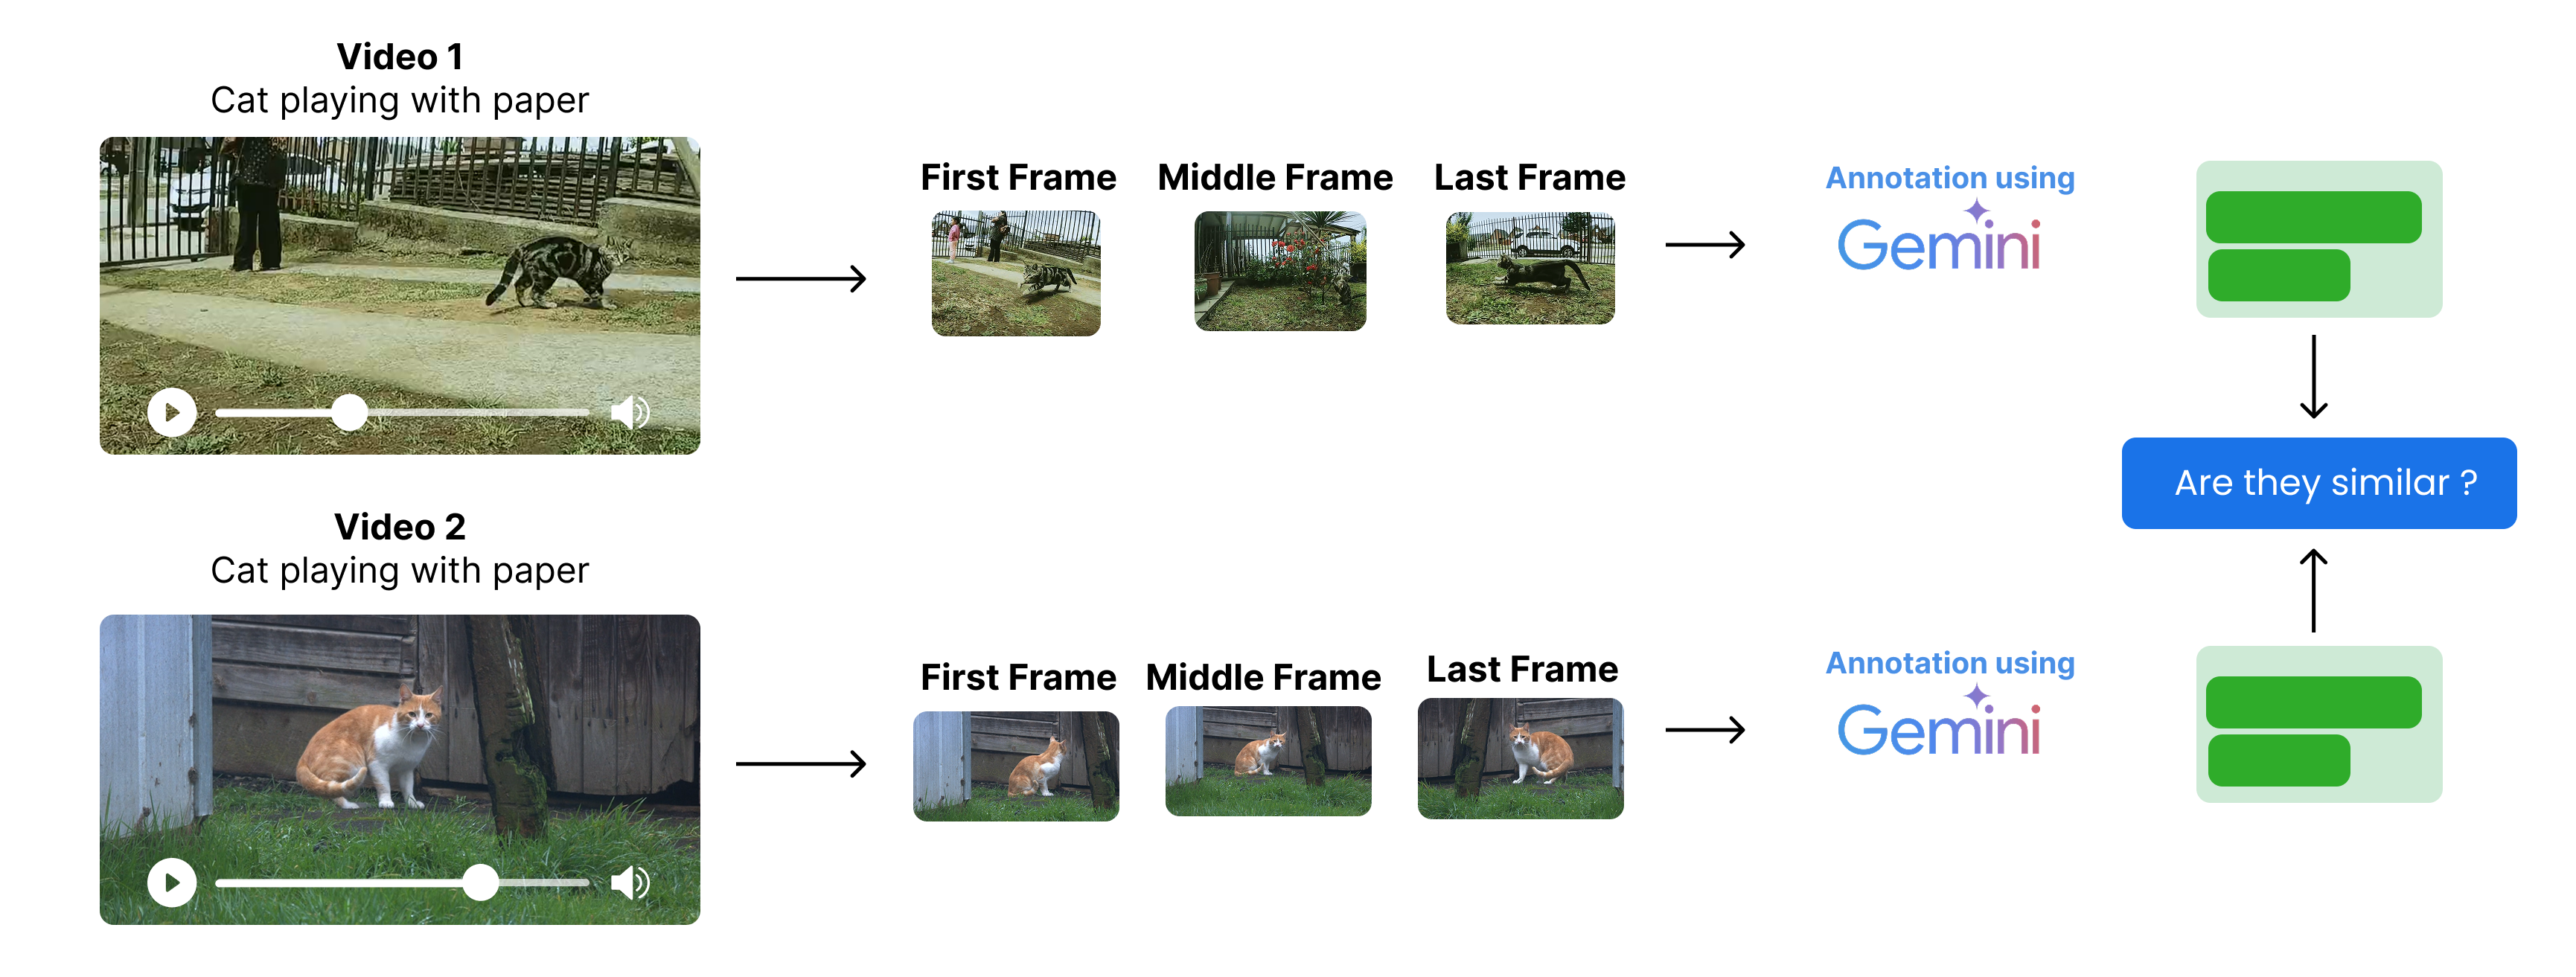 Video 1
Cat playing with paper
First Frame
Middle Frame
Last Frame
Annotation using
Gemini
Are they similar ?
Video 2
Cat playing with paper
First Frame
Middle Frame
Last Frame
Annotation using
Gemini